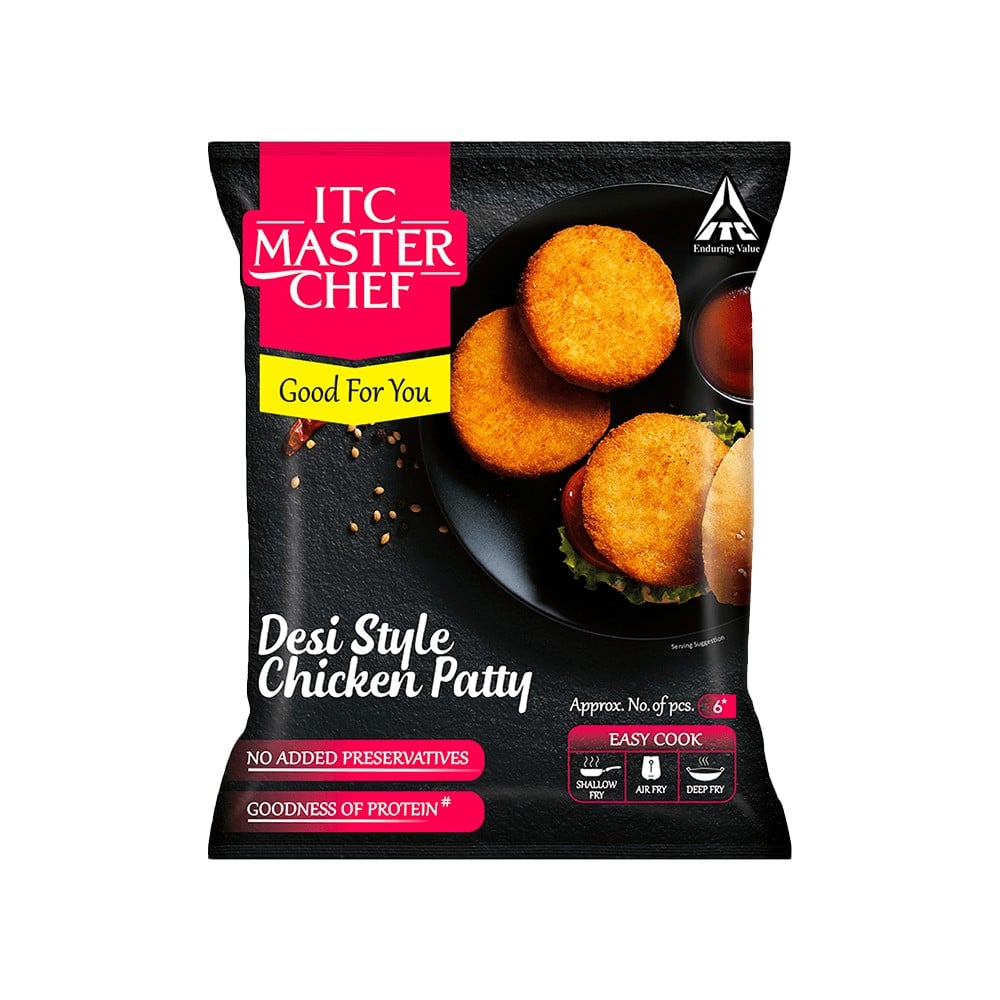 ITC
MASTER
CHEF
Good For You
ITC
Enduring Value
Serving Suggestion
Desi Style
Chicken Patty
Approx. No. of pcs. 6*
EASY COOK
SHALLOW
FRY
AIR FRY
DEEP FRY
NO ADDED PRESERVATIVES
GOODNESS OF PROTEIN#